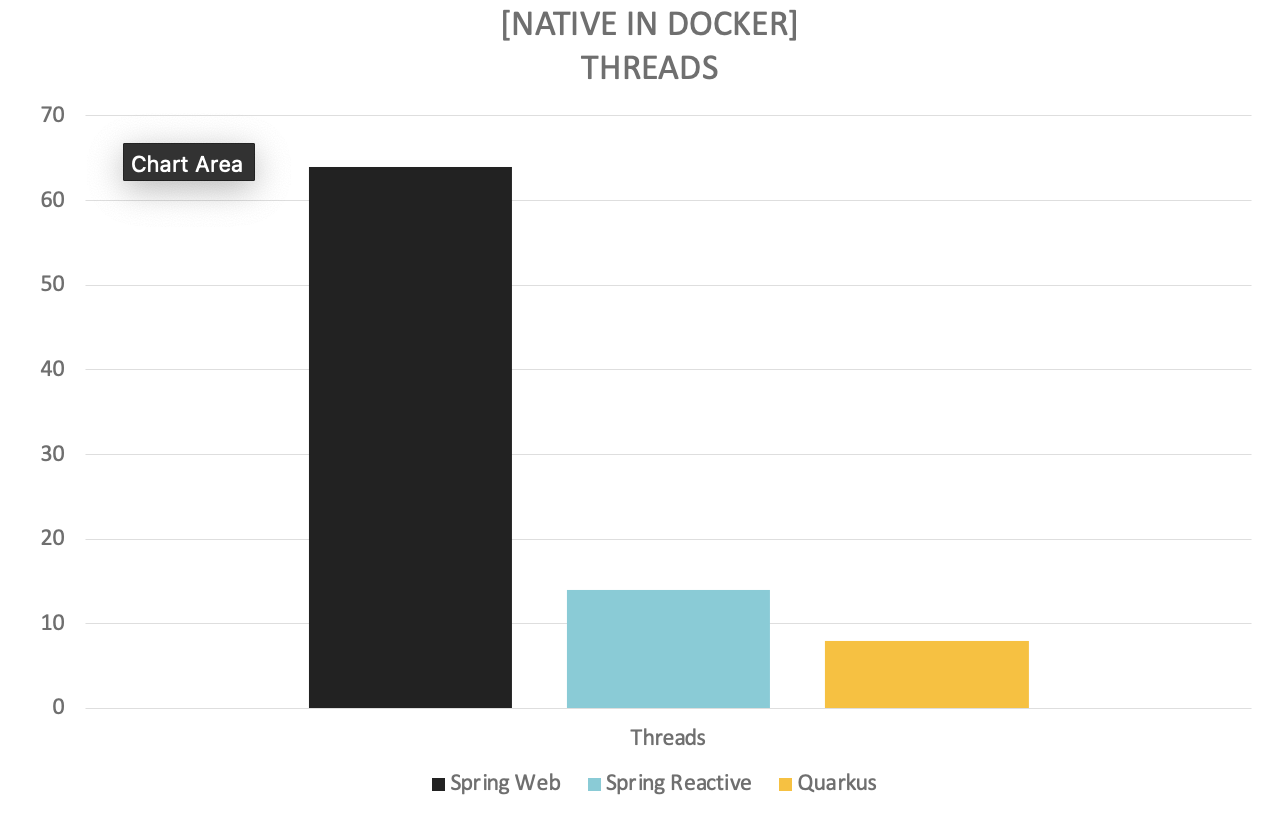 [NATIVE IN DOCKER]
THREADS
70
Chart Area
60
50
40
30
20
10
0
Threads
Spring Web Spring Reactive Quarkus